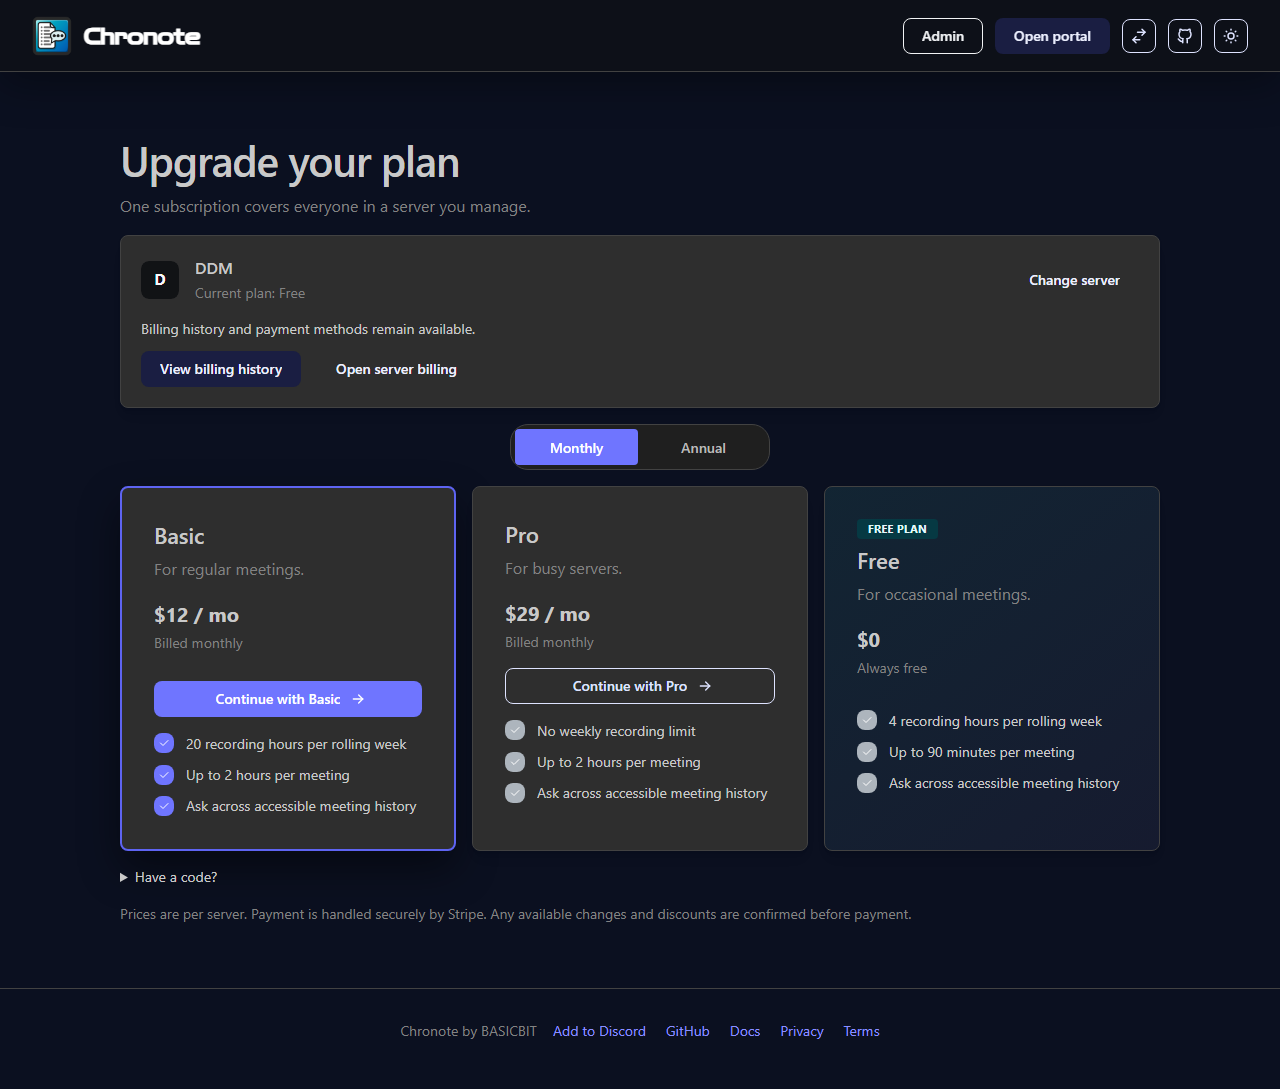 Chronote
Admin
Open portal
Upgrade your plan
One subscription covers everyone in a server you manage.
D
DDM
Current plan: Free
Change server
Billing history and payment methods remain available.
View billing history
Open server billing
Monthly
Annual
Basic
For regular meetings.
$12 / mo
Billed monthly
Continue with Basic →
20 recording hours per rolling week
Up to 2 hours per meeting
Ask across accessible meeting history
Pro
For busy servers.
$29 / mo
Billed monthly
Continue with Pro →
No weekly recording limit
Up to 2 hours per meeting
Ask across accessible meeting history
FREE PLAN
Free
For occasional meetings.
$0
Always free
4 recording hours per rolling week
Up to 90 minutes per meeting
Ask across accessible meeting history
Have a code?
Prices are per server. Payment is handled securely by Stripe. Any available changes and discounts are confirmed before payment.
Chronote by BASICBIT
Add to Discord
GitHub
Docs
Privacy
Terms